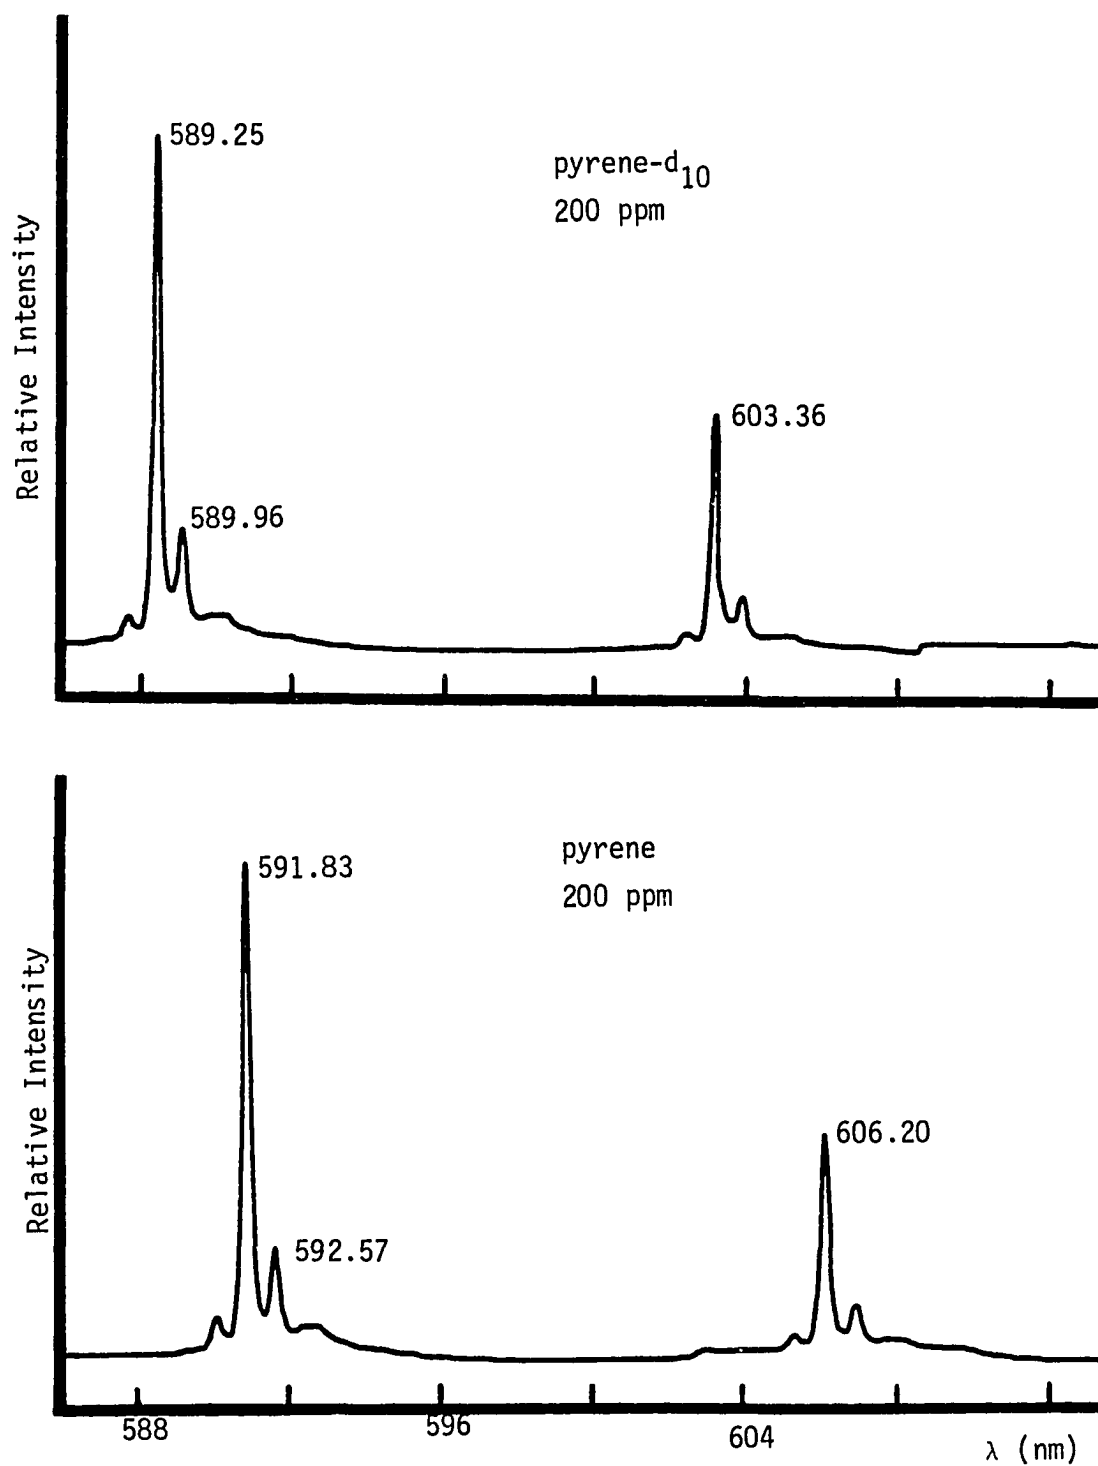 589.25
pyrene-d10
200 ppm
Relative Intensity
603.36
589.96
pyrene
200 ppm
591.83
Relative Intensity
606.20
592.57
588
596
604
λ (nm)